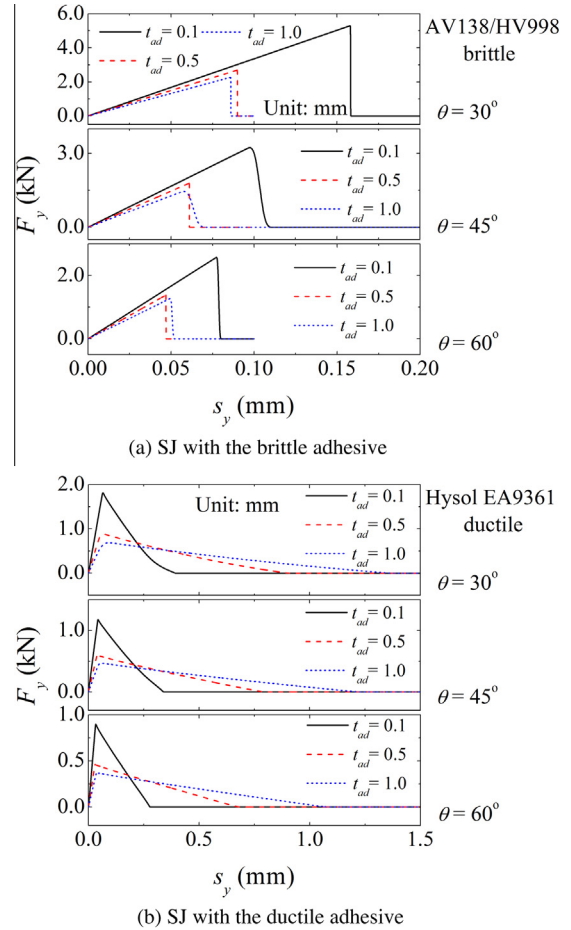 6.0
4.0
2.0
0.0
t_ad = 0.1
t_ad = 1.0
t_ad = 0.5
Unit: mm
AV138/HV998
brittle
θ = 30°
3.0
0.0
t_ad = 0.1
t_ad = 0.5
t_ad = 1.0
θ = 45°
F_y (kN)
2.0
0.0
t_ad = 0.1
t_ad = 0.5
t_ad = 1.0
θ = 60°
0.00 0.05 0.10 0.15 0.20
s_y (mm)
(a) SJ with the brittle adhesive
2.0
1.0
0.0
Unit: mm
t_ad = 0.1
t_ad = 0.5
t_ad = 1.0
Hysol EA9361
ductile
θ = 30°
1.0
0.0
t_ad = 0.1
t_ad = 0.5
t_ad = 1.0
θ = 45°
F_y (kN)
1.0
0.5
0.0
t_ad = 0.1
t_ad = 0.5
t_ad = 1.0
θ = 60°
0.0 0.5 1.0 1.5
s_y (mm)
(b) SJ with the ductile adhesive